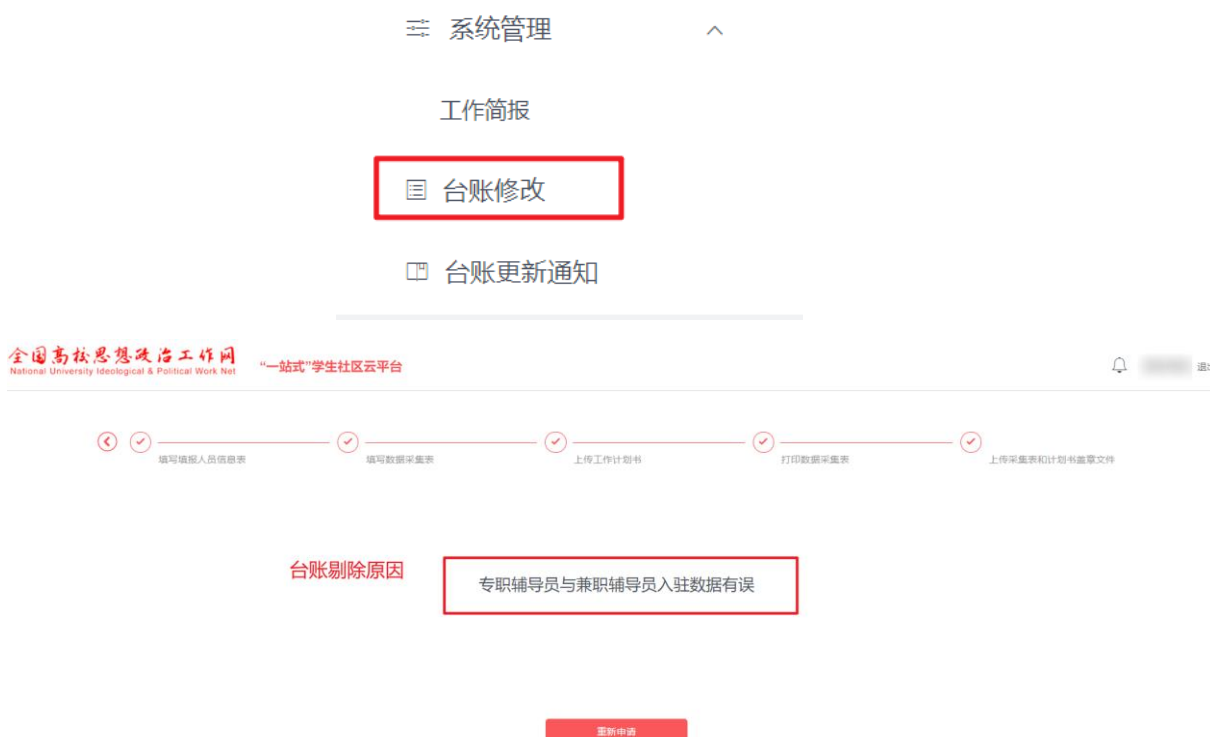 系统管理
工作简报
台账修改
台账更新通知
全国高校思想政治工作网
National University Ideological & Political Work Net
“一站式”学生社区云平台
填写填报人员信息表
填写数据采集表
上传工作计划书
打印数据采集表
上传采集表和计划书盖章文件
台账剔除原因
专职辅导员与兼职辅导员入驻数据有误
重新申请